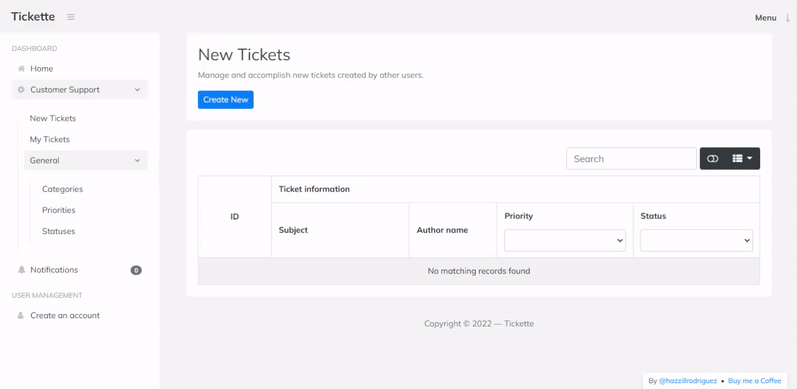 Tickette
Menu
DASHBOARD
Home
Customer Support
New Tickets
My Tickets
General
Categories
Priorities
Statuses
Notifications 0
USER MANAGEMENT
Create an account
New Tickets
Manage and accomplish new tickets created by other users.
Create New
Search
ID
Ticket information
Subject
Author name
Priority
Status
No matching records found
Copyright © 2022 — Tickette
By @hazzillrodriguez • Buy me a Coffee